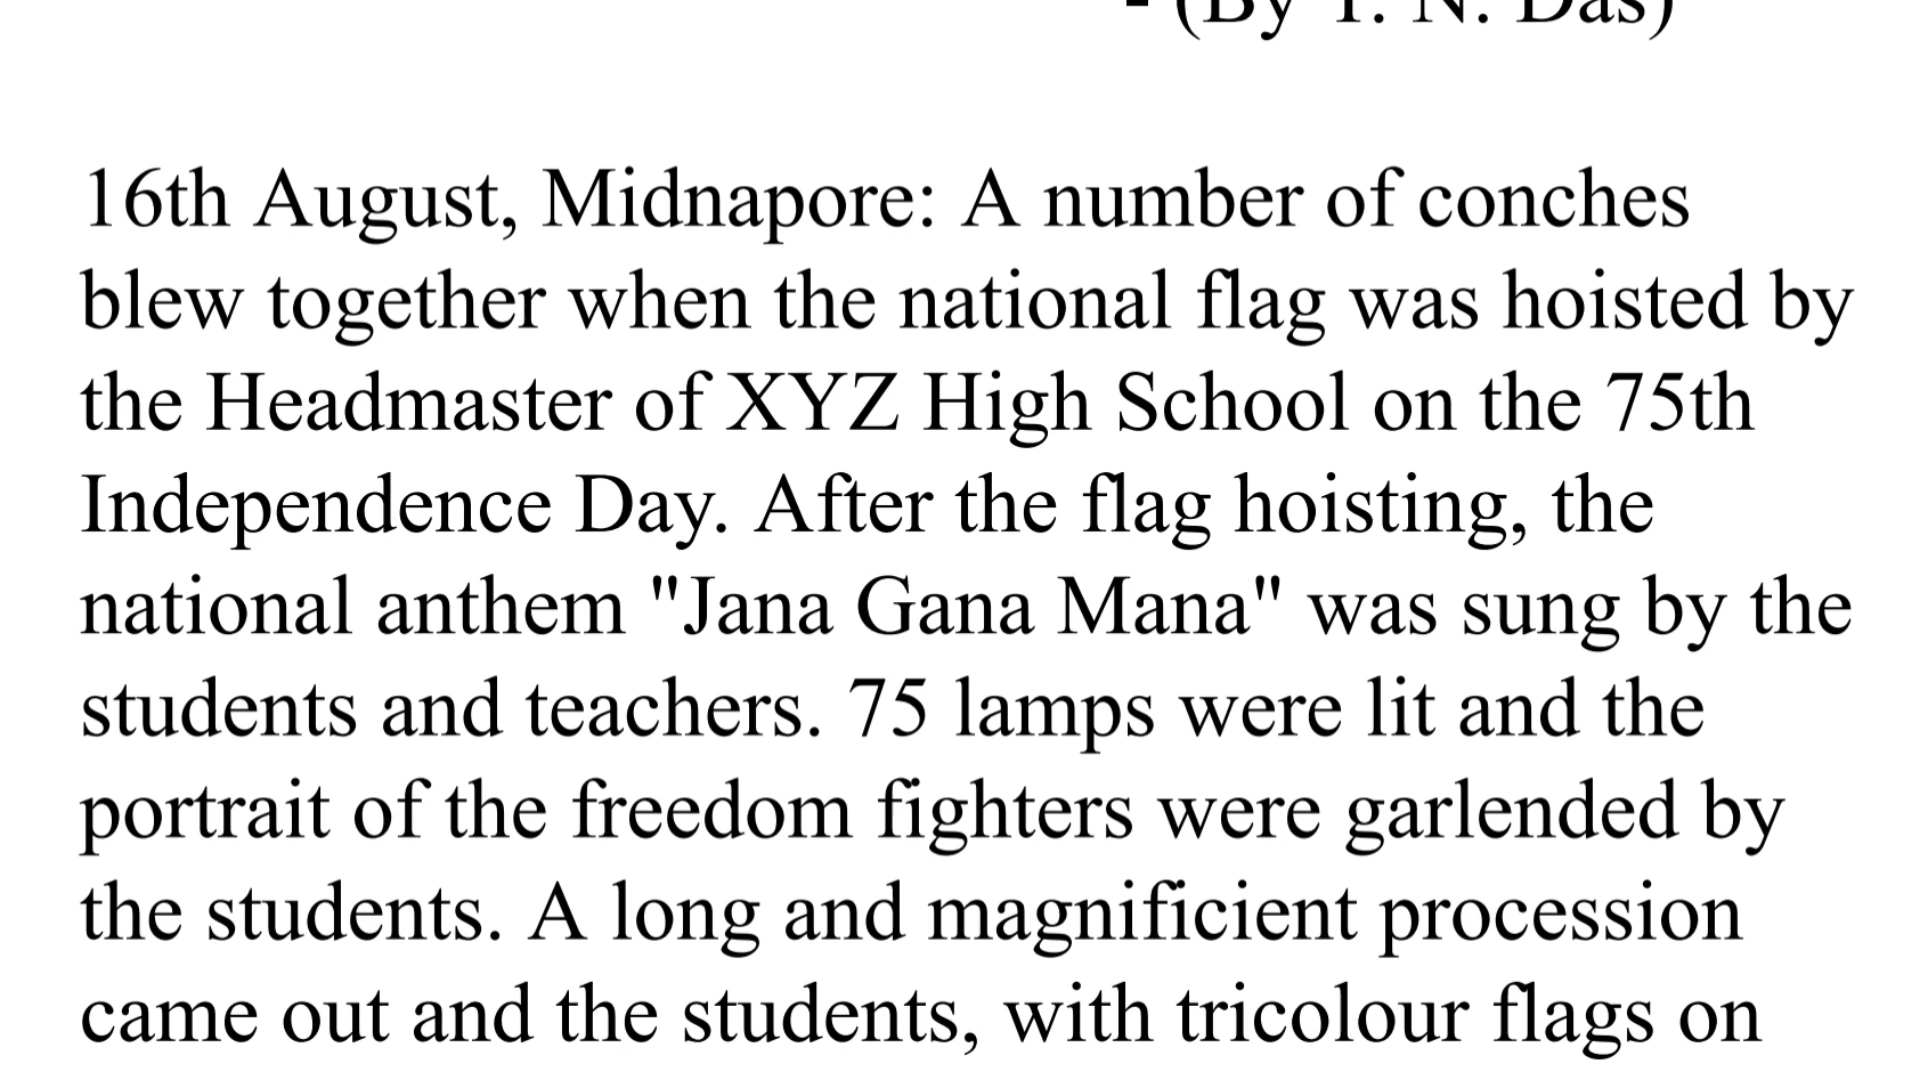 - (By T. N. Das)
16th August, Midnapore: A number of conches
blew together when the national flag was hoisted by
the Headmaster of XYZ High School on the 75th
Independence Day. After the flag hoisting, the
national anthem "Jana Gana Mana" was sung by the
students and teachers. 75 lamps were lit and the
portrait of the freedom fighters were garlended by
the students. A long and magnificient procession
came out and the students, with tricolour flags on